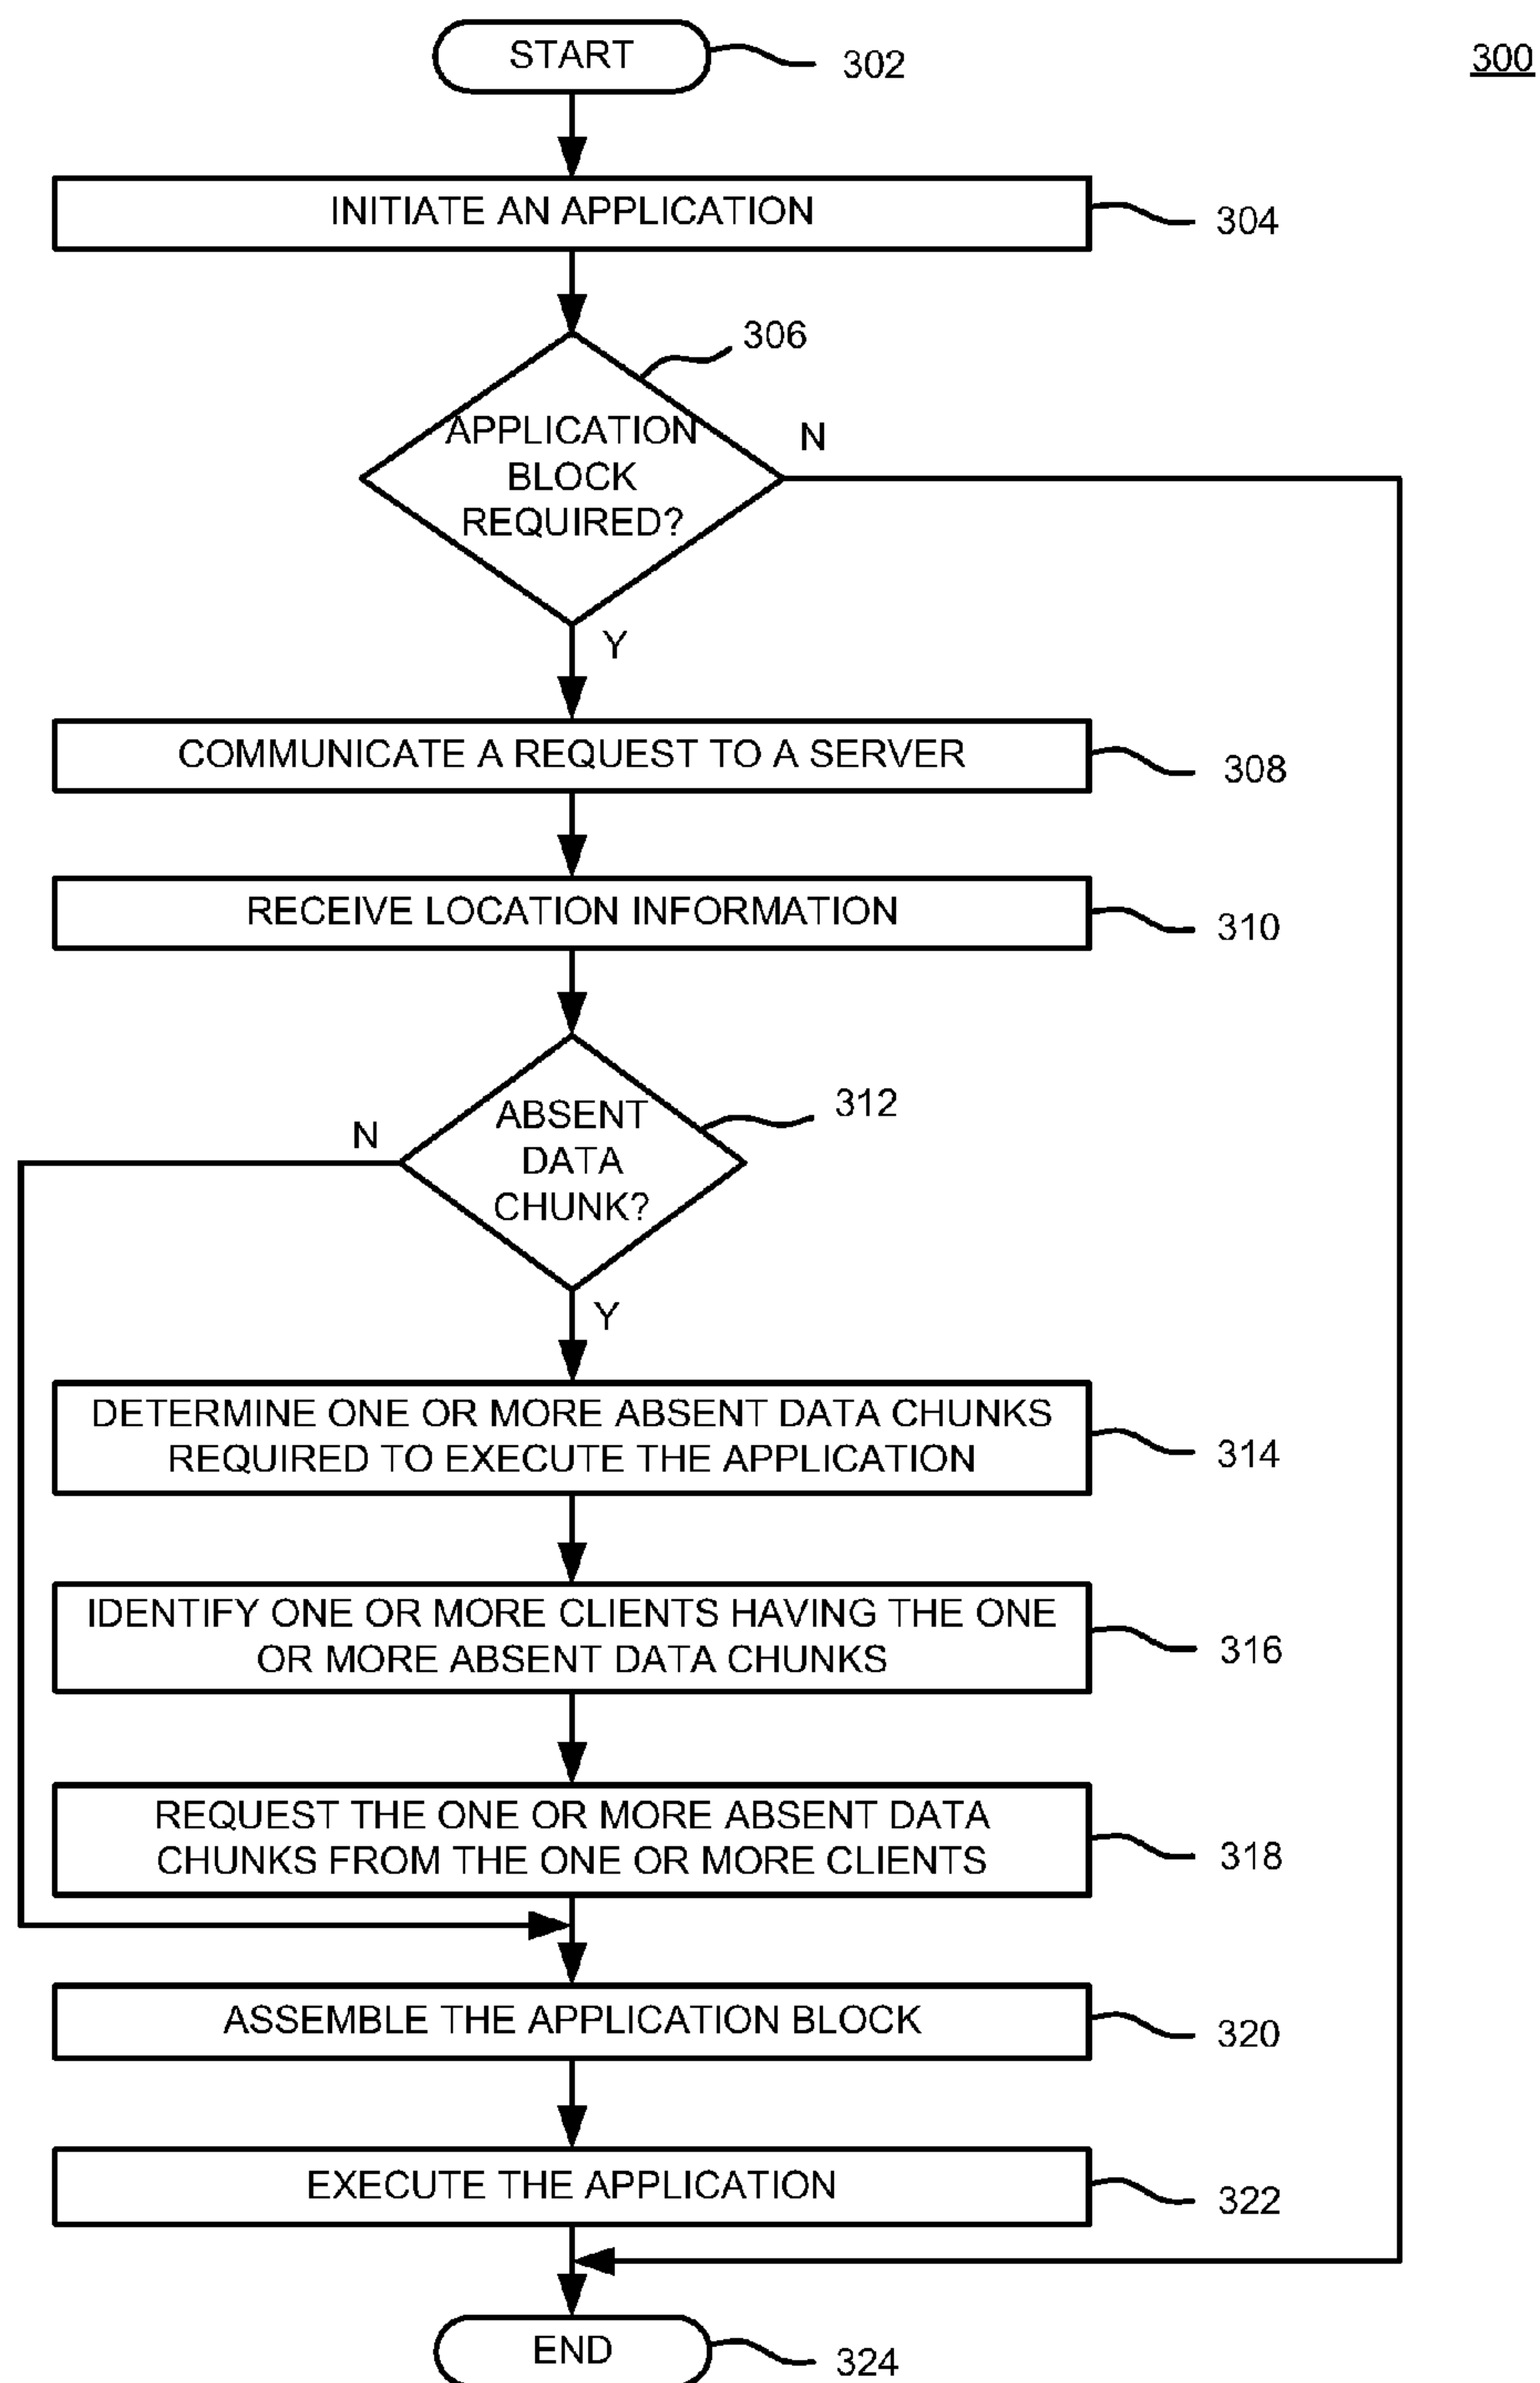 START
302
300
INITIATE AN APPLICATION
304
306
APPLICATION
BLOCK
REQUIRED?
N
Y
COMMUNICATE A REQUEST TO A SERVER
308
RECEIVE LOCATION INFORMATION
310
ABSENT
DATA
CHUNK?
312
N
Y
DETERMINE ONE OR MORE ABSENT DATA CHUNKS
REQUIRED TO EXECUTE THE APPLICATION
314
IDENTIFY ONE OR MORE CLIENTS HAVING THE ONE
OR MORE ABSENT DATA CHUNKS
316
REQUEST THE ONE OR MORE ABSENT DATA
CHUNKS FROM THE ONE OR MORE CLIENTS
318
ASSEMBLE THE APPLICATION BLOCK
320
EXECUTE THE APPLICATION
322
END
324